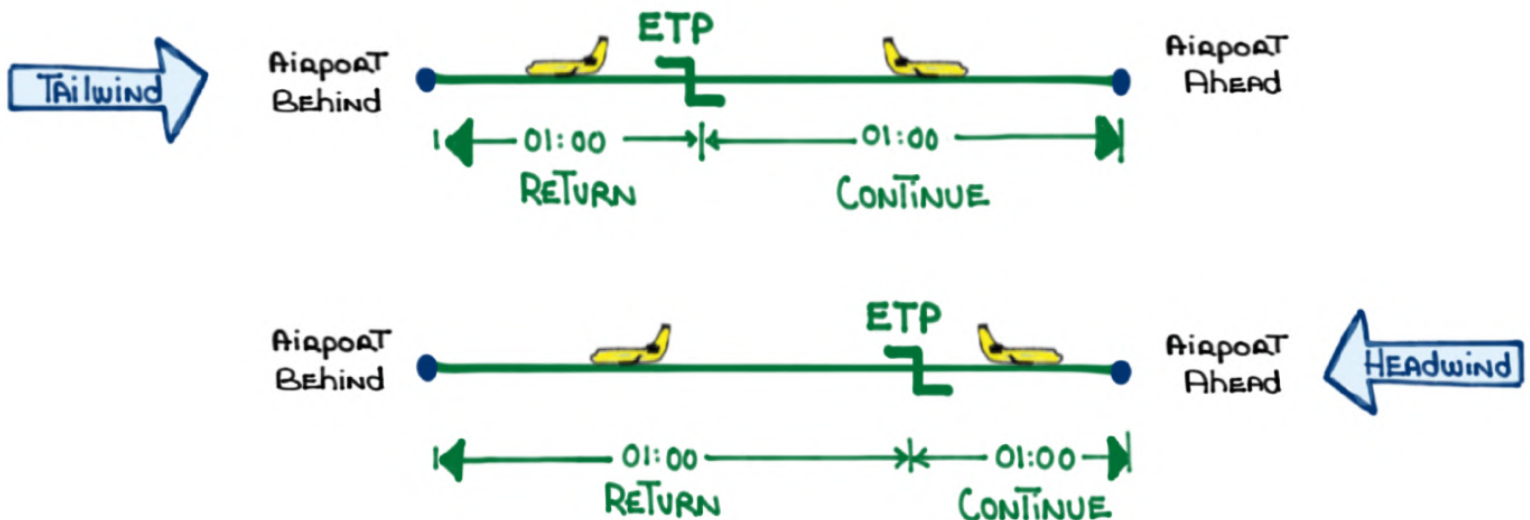 ETP
Tailwind
Airport
Behind
Airport
Ahead
01:00
01:00
Return
Continue
ETP
Airport
Behind
Airport
Ahead
Headwind
01:00
01:00
Return
Continue